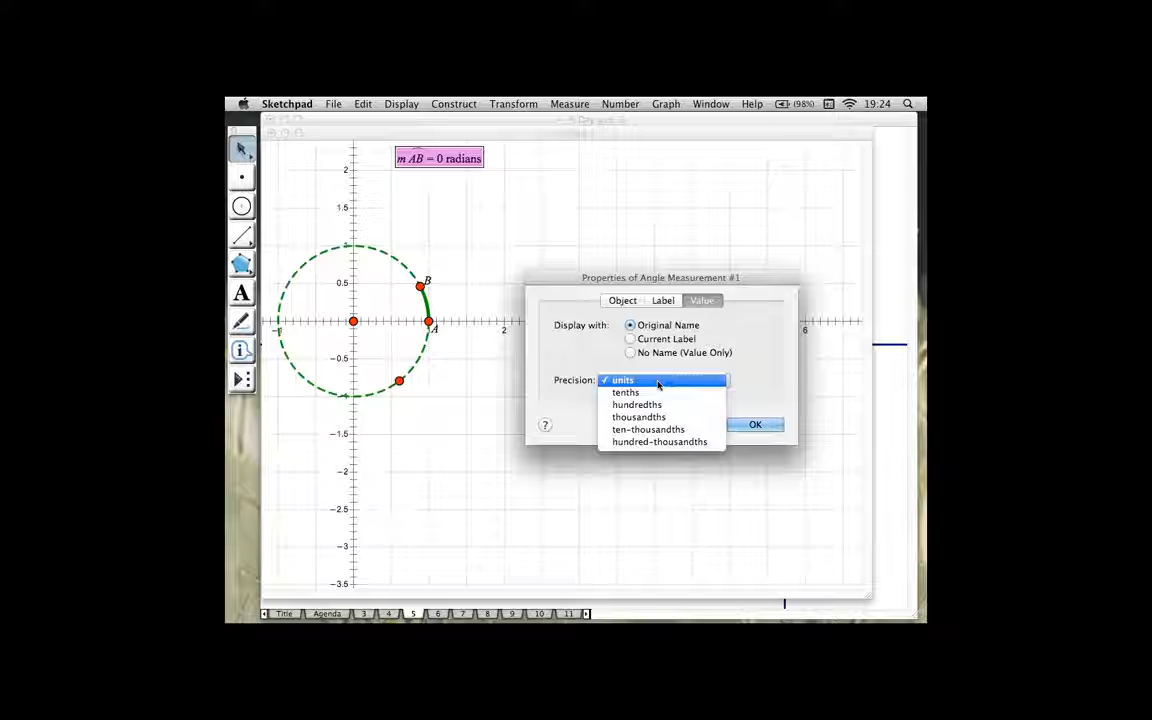 Sketchpad File Edit Display Construct Transform Measure Number Graph Window Help (98%) 19:24
m AB = 0 radians
2
1.5
1
0.5
B
A
-1
2
6
-0.5
-1
-1.5
-2
-2.5
-3
-3.5
Properties of Angle Measurement #1
Object Label Value
Display with: Original Name
Current Label
No Name (Value Only)
Precision: ✓ units
tenths
hundredths
thousandths
ten-thousandths
hundred-thousandths
? OK
A
Title Agenda 3 4 5 6 7 8 9 10 11